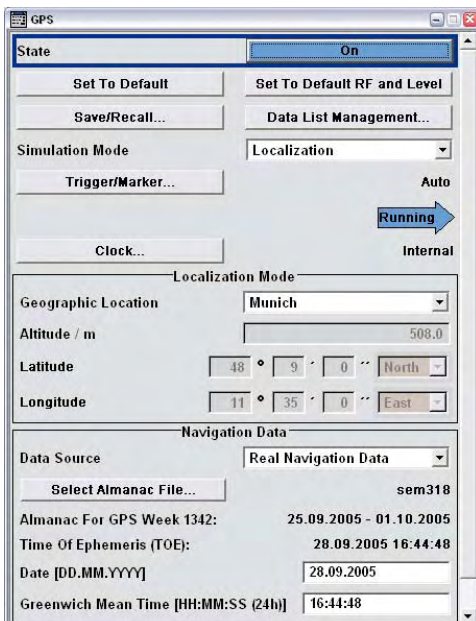 GPS
State On
Set To Default Set To Default RF and Level
Save/Recall... Data List Management...
Simulation Mode Localization
Trigger/Marker... Auto
Running
Clock... Internal
Localization Mode
Geographic Location Munich
Altitude / m 508.0
Latitude 48 ° 9 ´ 0 ´´ North
Longitude 11 ° 35 ´ 0 ´´ East
Navigation Data
Data Source Real Navigation Data
Select Almanac File... sem318
Almanac For GPS Week 1342: 25.09.2005 - 01.10.2005
Time Of Ephemeris (TOE): 28.09.2005 16:44:48
Date [DD.MM.YYYY] 28.09.2005
Greenwich Mean Time [HH:MM:SS (24h)] 16:44:48